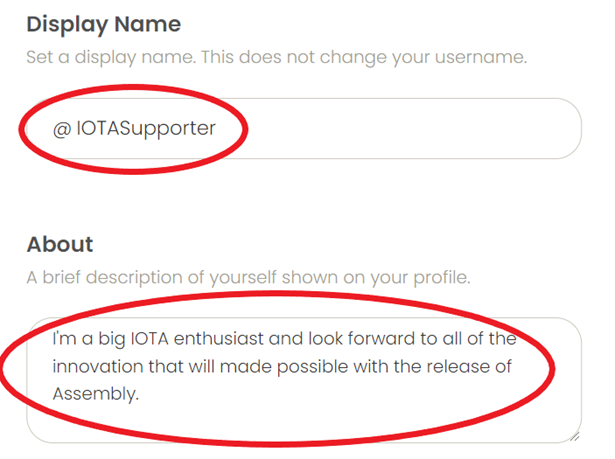 Display Name
Set a display name. This does not change your username.
@ IOTASupporter
About
A brief description of yourself shown on your profile.
I'm a big IOTA enthusiast and look forward to all of the
innovation that will made possible with the release of
Assembly.